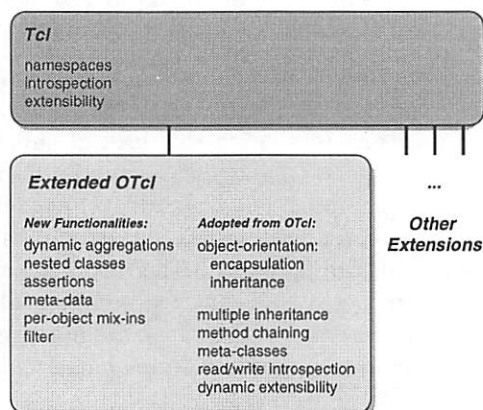 Tcl
namespaces
introspection
extensibility
Extended OTcl
New Functionalities:
dynamic aggregations
nested classes
assertions
meta-data
per-object mix-ins
filter
Adopted from OTcl:
object-orientation:
encapsulation
inheritance
multiple inheritance
method chaining
meta-classes
read/write introspection
dynamic extensibility
...
Other
Extensions